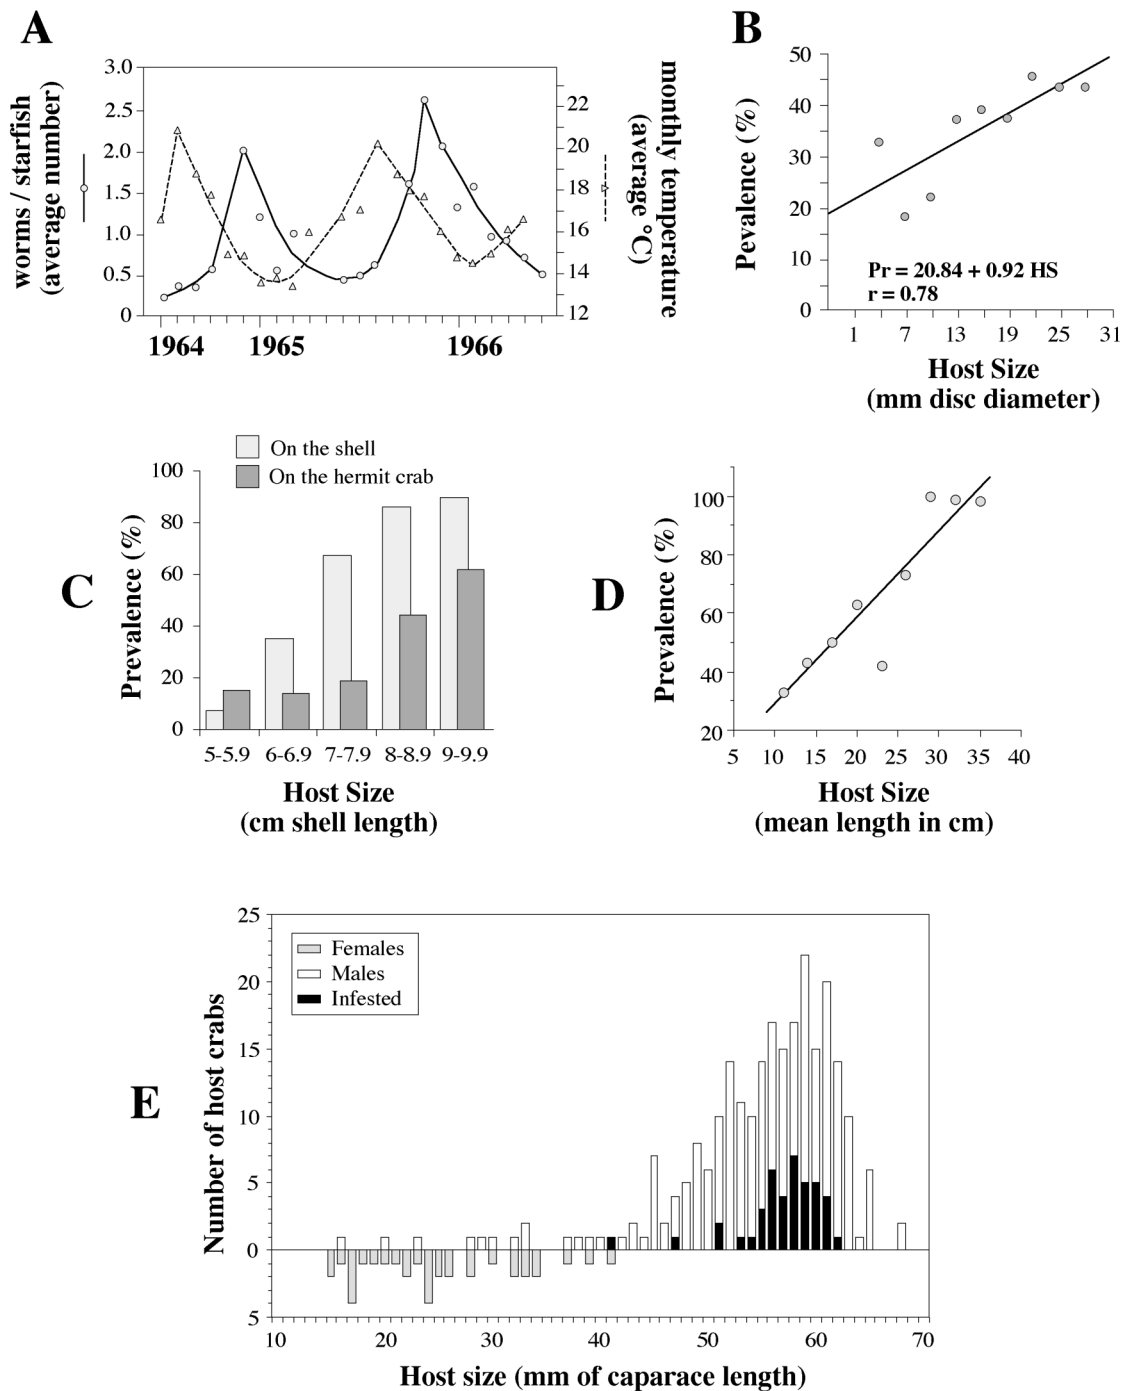 A
worms / starfish
(average number)
3.0
2.5
2.0
1.5
1.0
0.5
0
22
20
18
16
14
12
monthly temperature
(average °C)
1964
1965
1966
B
Pevalence (%)
50
40
30
20
10
0
Pr = 20.84 + 0.92 HS
r = 0.78
1
7
13
19
25
31
Host Size
(mm disc diameter)
C
On the shell
On the hermit crab
Prevalence (%)
100
80
60
40
20
0
5-5.9
6-6.9
7-7.9
8-8.9
9-9.9
Host Size
(cm shell length)
D
Prevalence (%)
100
80
60
40
20
5
10
15
20
25
30
35
40
Host Size
(mean length in cm)
E
Number of host crabs
25
20
15
10
5
0
5
Females
Males
Infested
10
20
30
40
50
60
70
Host size (mm of caparace length)